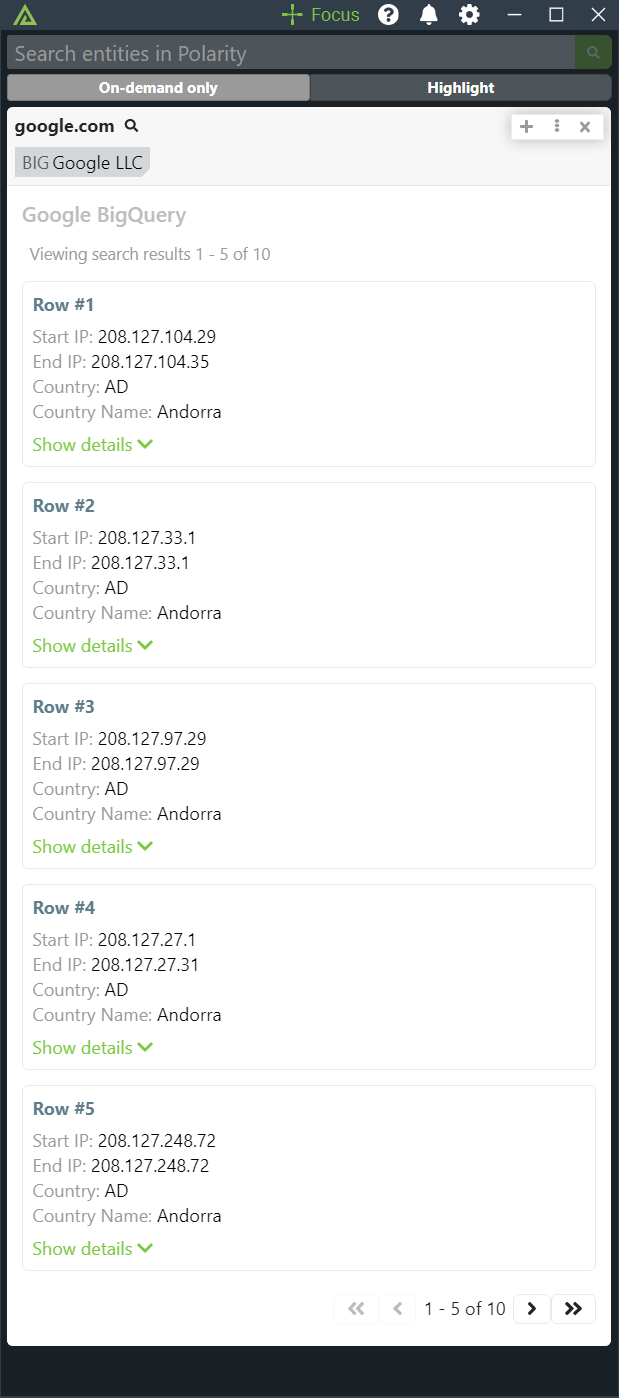 Focus
Search entities in Polarity
On-demand only
Highlight
google.com
BIG Google LLC
Google BigQuery
Viewing search results 1 - 5 of 10
Row #1
Start IP: 208.127.104.29
End IP: 208.127.104.35
Country: AD
Country Name: Andorra
Show details
Row #2
Start IP: 208.127.33.1
End IP: 208.127.33.1
Country: AD
Country Name: Andorra
Show details
Row #3
Start IP: 208.127.97.29
End IP: 208.127.97.29
Country: AD
Country Name: Andorra
Show details
Row #4
Start IP: 208.127.27.1
End IP: 208.127.27.31
Country: AD
Country Name: Andorra
Show details
Row #5
Start IP: 208.127.248.72
End IP: 208.127.248.72
Country: AD
Country Name: Andorra
Show details
1 - 5 of 10